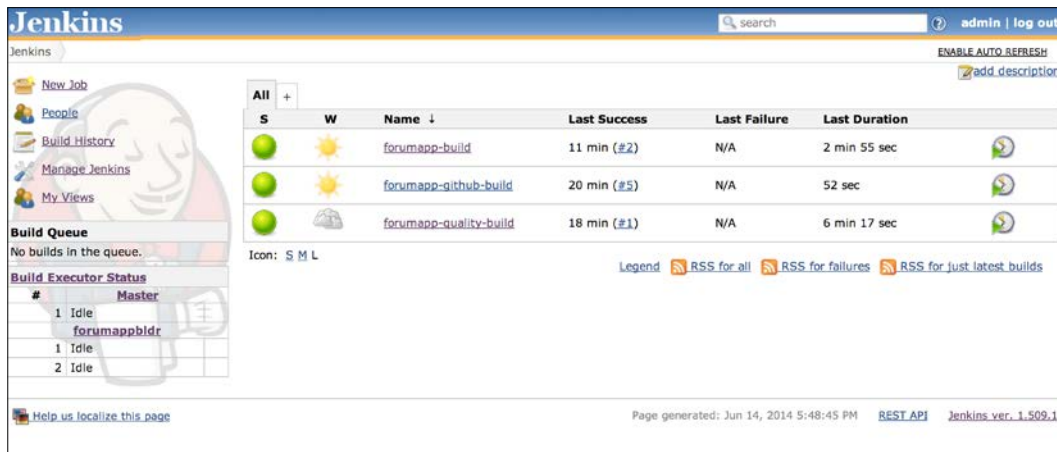 Jenkins
search
admin | log out
Jenkins
ENABLE AUTO REFRESH
add description
New Job
People
Build History
Manage Jenkins
My Views
Build Queue
No builds in the queue.
Build Executor Status
# Master
1 Idle
forumappbldr
1 Idle
2 Idle
All +
S W Name ↓ Last Success Last Failure Last Duration
forumapp-build 11 min (#2) N/A 2 min 55 sec
forumapp-github-build 20 min (#5) N/A 52 sec
forumapp-quality-build 18 min (#1) N/A 6 min 17 sec
Icon: S M L
Legend RSS for all RSS for failures RSS for just latest builds
Help us localize this page
Page generated: Jun 14, 2014 5:48:45 PM REST API Jenkins ver. 1.509.1